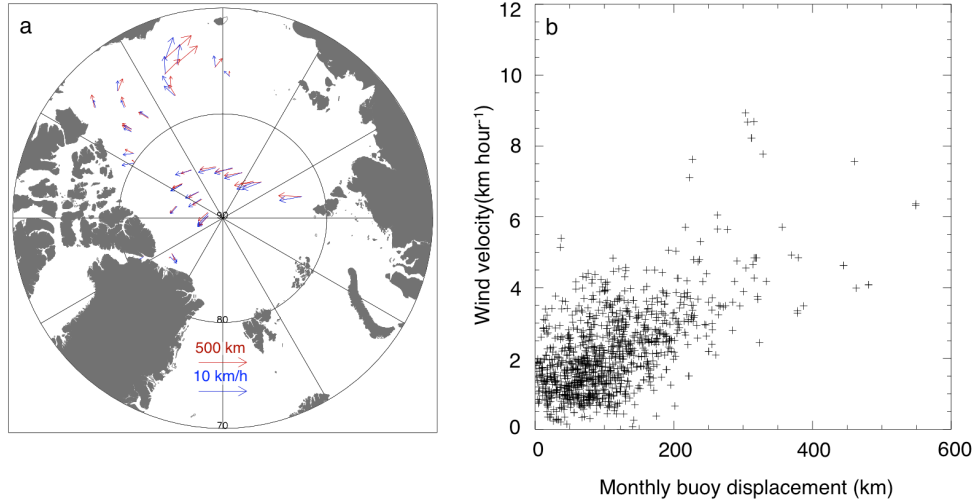 a
90
80
500 km
10 km/h
70
b
Wind velocity(km hour-1)
12
10
8
6
4
2
0
0
200
400
600
Monthly buoy displacement (km)